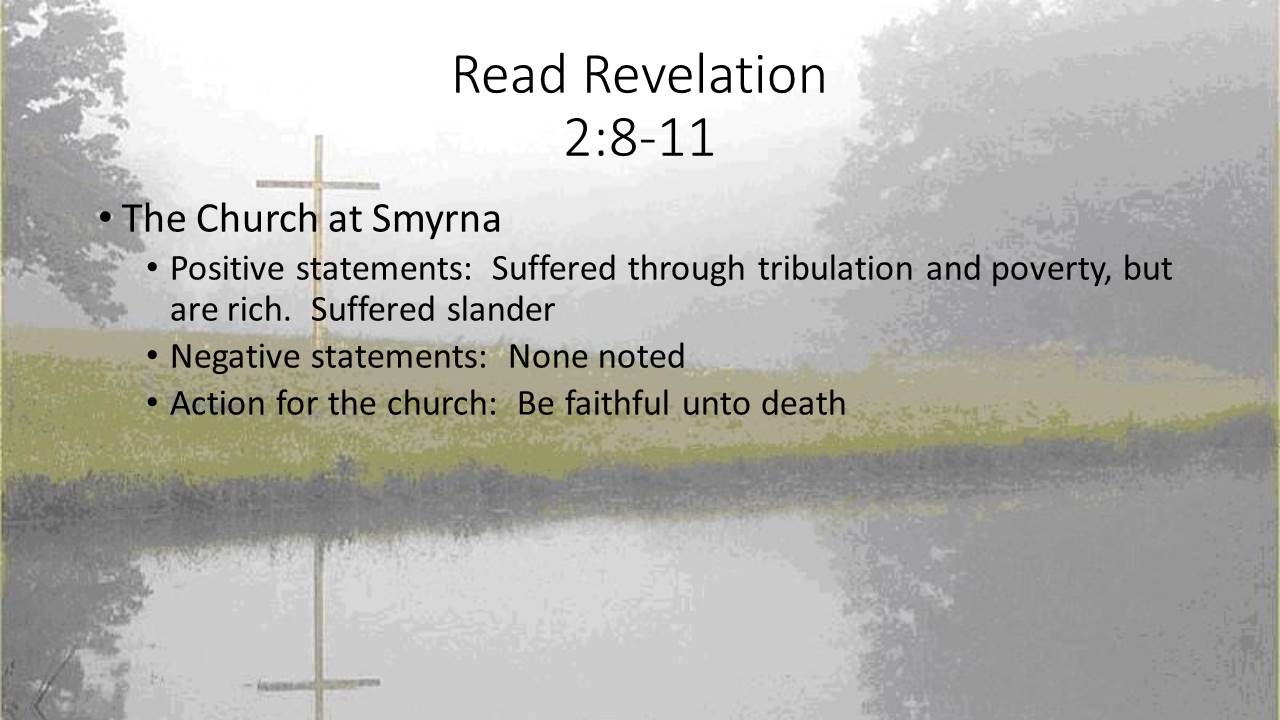 Read Revelation
2:8-11
• The Church at Smyrna
• Positive statements:  Suffered through tribulation and poverty, but
are rich.  Suffered slander
• Negative statements:  None noted
• Action for the church:  Be faithful unto death